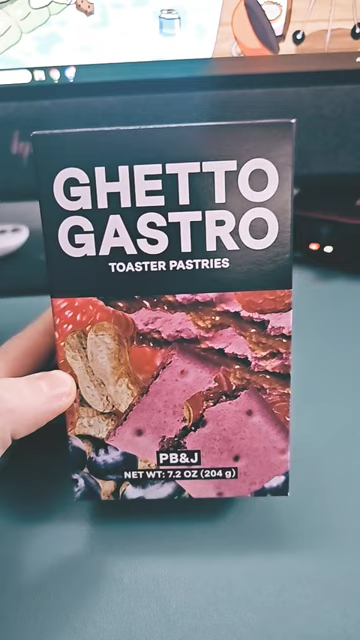 GHETTO
GASTRO
TOASTER PASTRIES
PB&J
NET WT: 7.2 OZ (204 g)